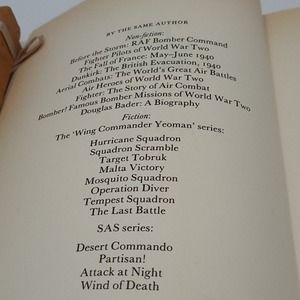 BY THE SAME AUTHOR
Non-fiction:
Before the Storm: RAF Bomber Command
Fighter Pilots of World War Two
The Fall of France: May–June 1940
Dunkirk: The British Evacuation, 1940
Aerial Combats: The World's Great Air Battles
Air Heroes of World War Two
Fighter: The Story of Air Combat
Bomber! Famous Bomber Missions of World War Two
Douglas Bader: A Biography
Fiction:
The 'Wing Commander Yeoman' series:
Hurricane Squadron
Squadron Scramble
Target Tobruk
Malta Victory
Mosquito Squadron
Operation Diver
Tempest Squadron
The Last Battle
SAS series:
Desert Commando
Partisan!
Attack at Night
Wind of Death